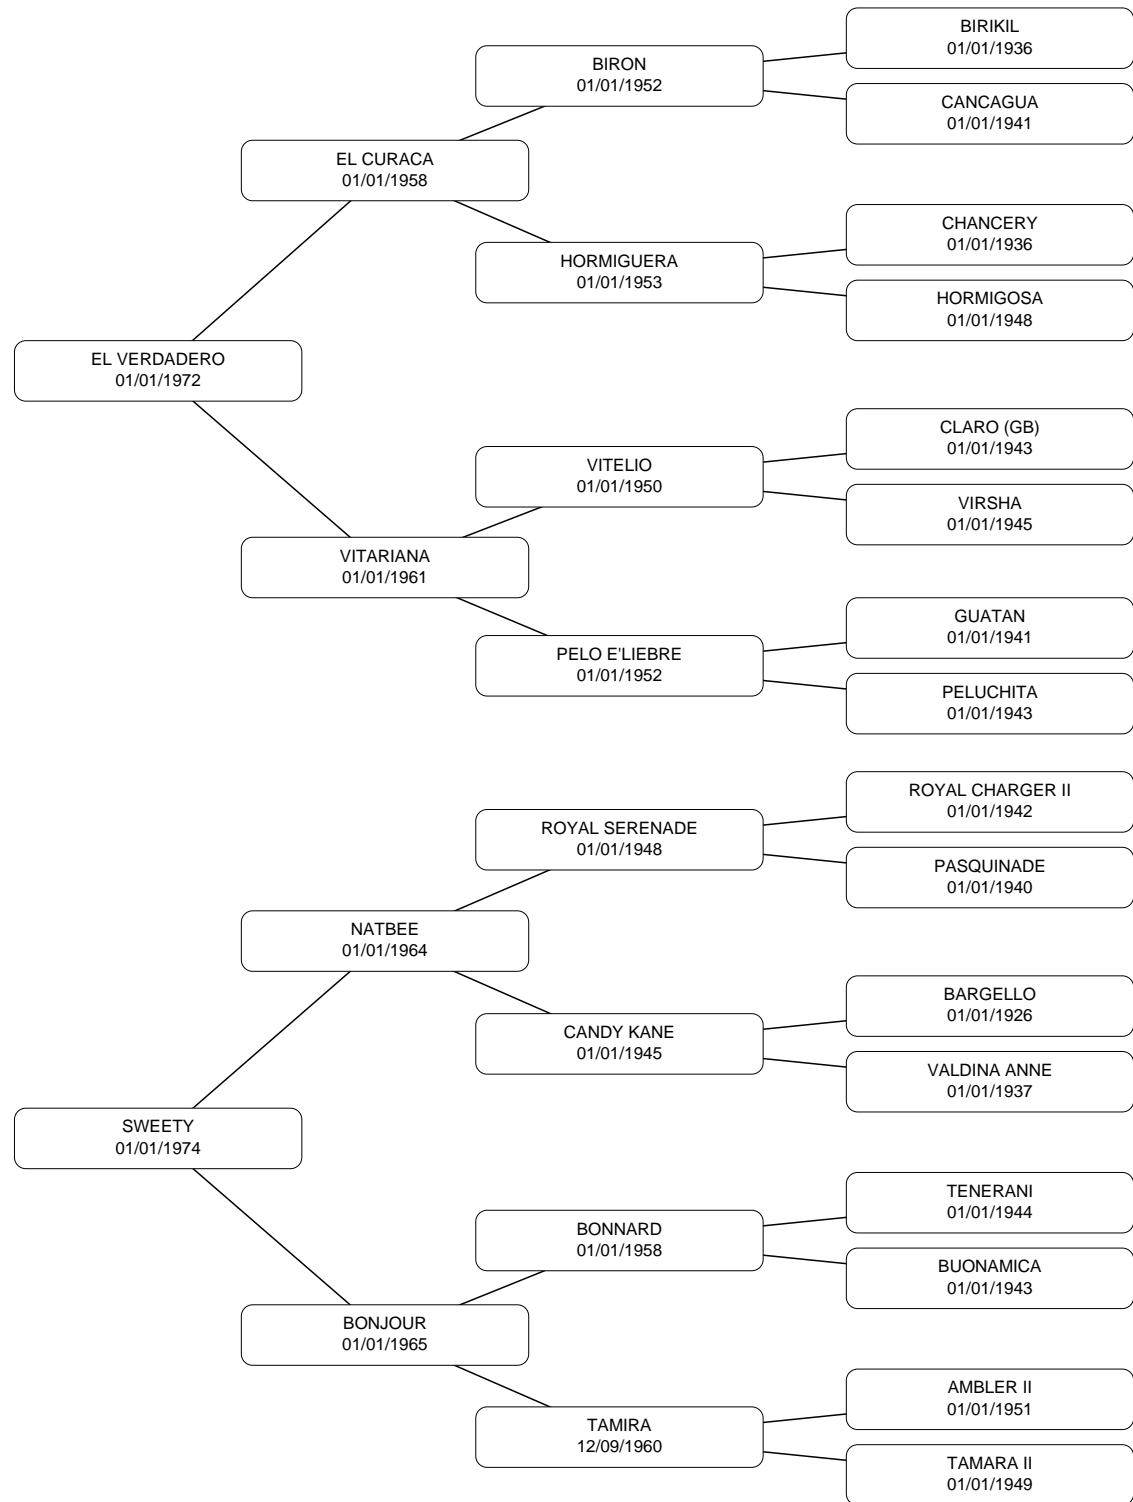 BIRIKIL
01/01/1936
BIRON
01/01/1952
CANCAGUA
01/01/1941
EL CURACA
01/01/1958
CHANCERY
01/01/1936
HORMIGUERA
01/01/1953
HORMIGOSA
01/01/1948
EL VERDADERO
01/01/1972
CLARO (GB)
01/01/1943
VITELIO
01/01/1950
VIRSHA
01/01/1945
VITARIANA
01/01/1961
GUATAN
01/01/1941
PELO E'LIEBRE
01/01/1952
PELUCHITA
01/01/1943
ROYAL CHARGER II
01/01/1942
ROYAL SERENADE
01/01/1948
PASQUINADE
01/01/1940
NATBEE
01/01/1964
BARGELLO
01/01/1926
CANDY KANE
01/01/1945
VALDINA ANNE
01/01/1937
SWEETY
01/01/1974
TENERANI
01/01/1944
BONNARD
01/01/1958
BUONAMICA
01/01/1943
BONJOUR
01/01/1965
AMBLER II
01/01/1951
TAMIRA
12/09/1960
TAMARA II
01/01/1949